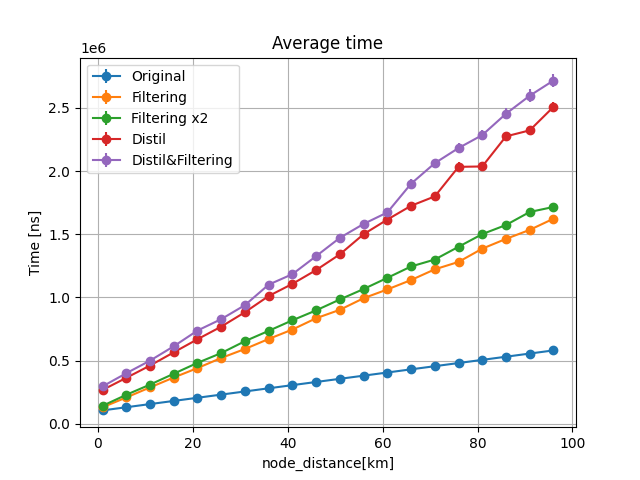 Average time
1e6
Original
Filtering
Filtering x2
Distil
Distil&Filtering
2.5
2.0
1.5
1.0
0.5
0.0
Time [ns]
0 20 40 60 80 100
node_distance[km]